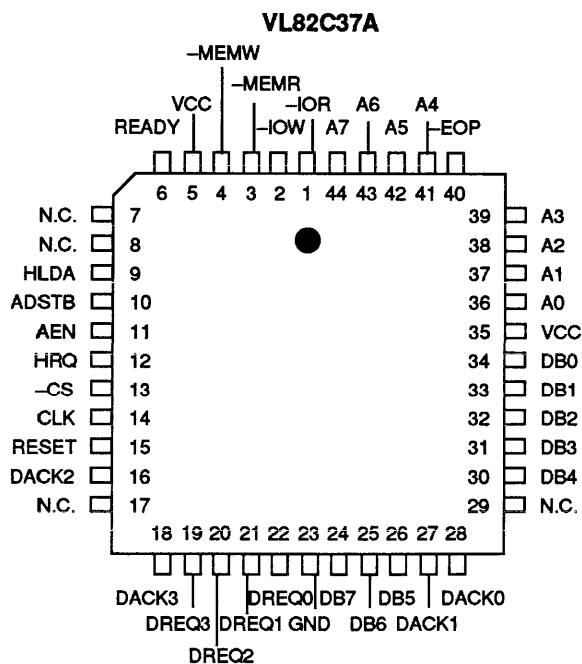 VL82C37A
–MEMW
–MEMR
VCC –IOR A6 A4
READY –IOW A7 A5 –EOP
6 5 4 3 2 1 44 43 42 41 40
N.C. 7 39 A3
N.C. 8 38 A2
HLDA 9 37 A1
ADSTB 10 36 A0
AEN 11 35 VCC
HRQ 12 34 DB0
–CS 13 33 DB1
CLK 14 32 DB2
RESET 15 31 DB3
DACK2 16 30 DB4
N.C. 17 29 N.C.
18 19 20 21 22 23 24 25 26 27 28
DACK3 DREQ0 DB7 DB5 DACK0
DREQ3 DREQ1 GND DB6 DACK1
DREQ2